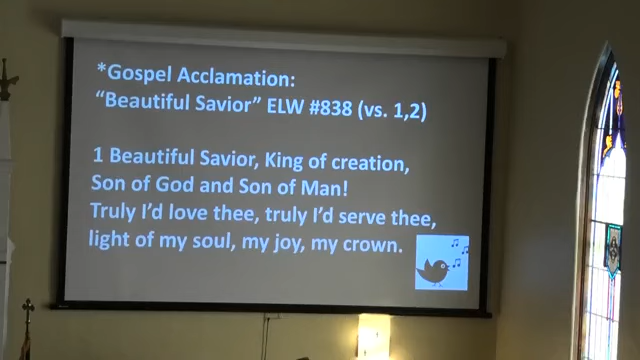 *Gospel Acclamation:
“Beautiful Savior” ELW #838 (vs. 1,2)
1 Beautiful Savior, King of creation,
Son of God and Son of Man!
Truly I’d love thee, truly I’d serve thee,
light of my soul, my joy, my crown.